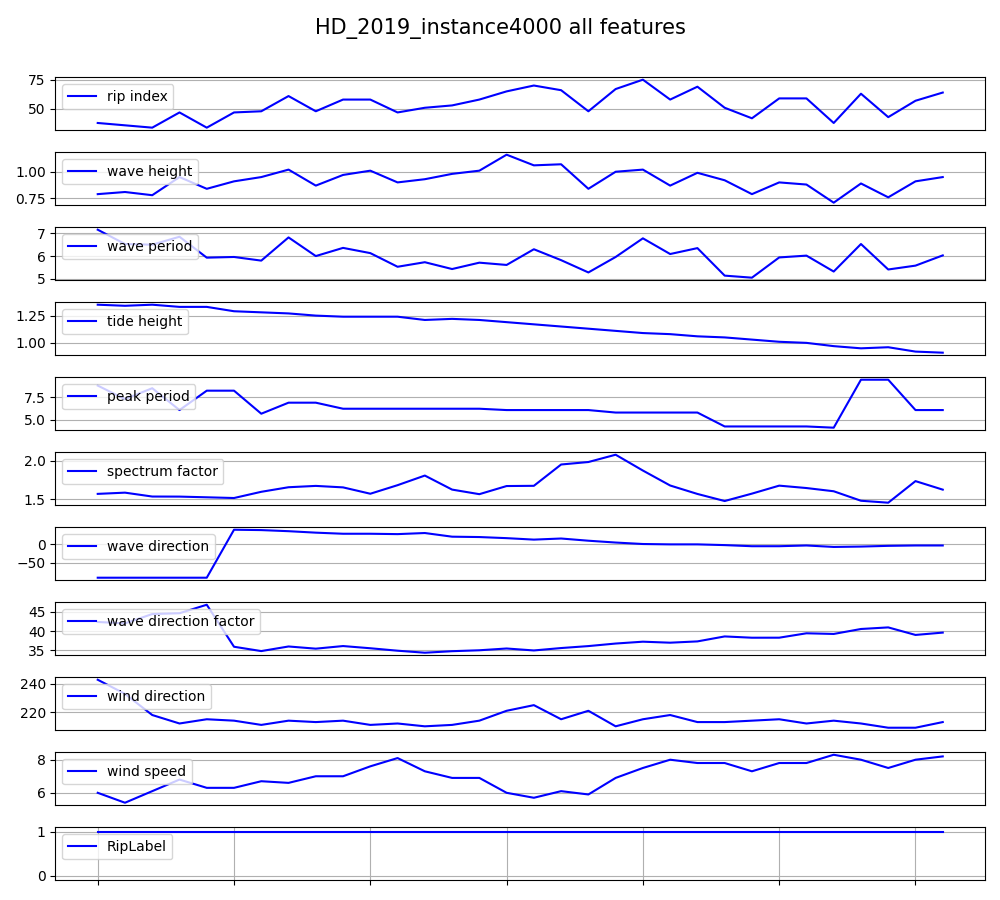 HD_2019_instance4000 all features
75
50
rip index
1.00
0.75
wave height
7
6
5
wave period
1.25
1.00
tide height
7.5
5.0
peak period
2.0
1.5
spectrum factor
0
−50
wave direction
45
40
35
wave direction factor
240
220
wind direction
8
6
wind speed
1
0
RipLabel